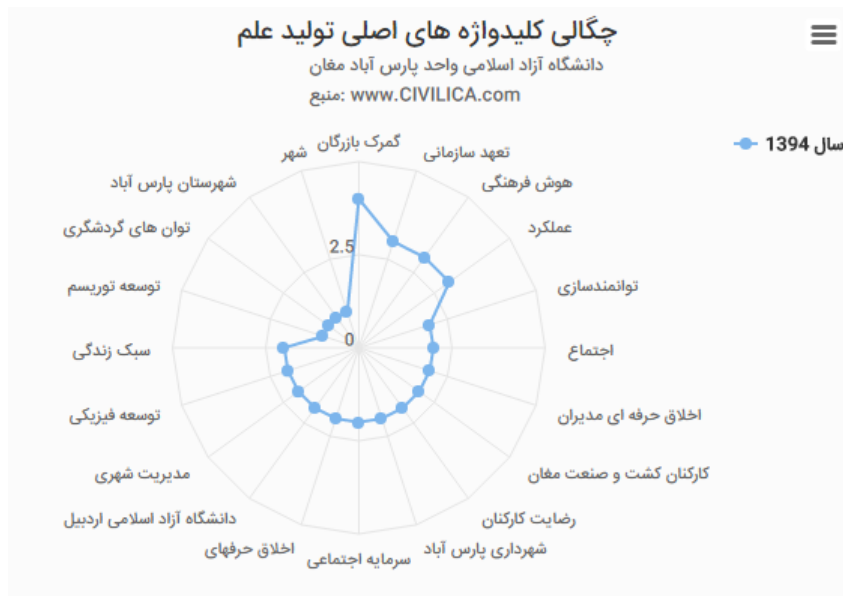 چگالی کلیدواژه های اصلی تولید علم
دانشگاه آزاد اسلامی واحد پارس آباد مغان
منبع: www.CIVILICA.com
سال 1394
گمرک بازرگان
تعهد سازمانی
هوش فرهنگی
عملکرد
توانمندسازی
اجتماع
اخلاق حرفه ای مدیران
کارکنان کشت و صنعت مغان
رضایت کارکنان
شهرداری پارس آباد
سرمایه اجتماعی
اخلاق حرفهای
دانشگاه آزاد اسلامی اردبیل
مدیریت شهری
توسعه فیزیکی
سبک زندگی
توسعه توریسم
توان های گردشگری
شهرستان پارس آباد
شهر
2.5
0